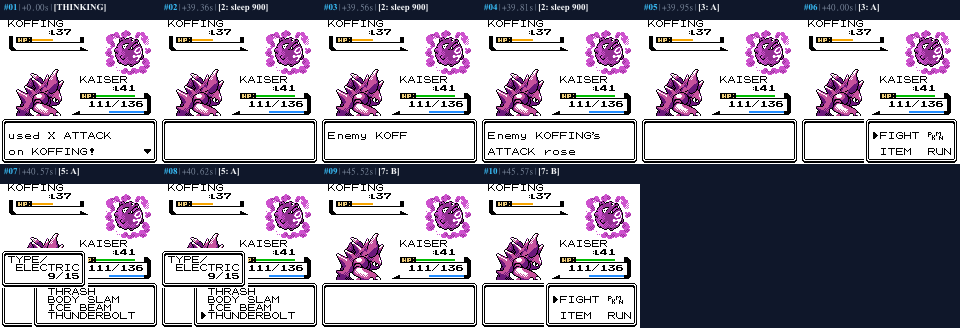 #01|+0.00s|[THINKING]
KOFFING
:L37
HP:
KAISER
:L41
HP:
111/136
used X ATTACK
on KOFFING!
#02|+39.36s|[2: sleep 900]
KOFFING
:L37
HP:
KAISER
:L41
HP:
111/136
#03|+39.56s|[2: sleep 900]
KOFFING
:L37
HP:
KAISER
:L41
HP:
111/136
Enemy KOFF
#04|+39.81s|[2: sleep 900]
KOFFING
:L37
HP:
KAISER
:L41
HP:
111/136
Enemy KOFFING's
ATTACK rose
#05|+39.95s|[3: A]
KOFFING
:L37
HP:
KAISER
:L41
HP:
111/136
#06|+40.00s|[3: A]
KOFFING
:L37
HP:
KAISER
:L41
HP:
111/136
FIGHT PKMN
ITEM RUN
#07|+40.57s|[5: A]
KOFFING
:L37
HP:
KAISER
:L41
111/136
TYPE/
ELECTRIC
9/15
THRASH
BODY SLAM
ICE BEAM
THUNDERBOLT
#08|+40.62s|[5: A]
KOFFING
:L37
HP:
KAISER
:L41
111/136
TYPE/
ELECTRIC
9/15
THRASH
BODY SLAM
ICE BEAM
THUNDERBOLT
#09|+45.52s|[7: B]
KOFFING
:L37
HP:
KAISER
:L41
HP:
111/136
#10|+45.57s|[7: B]
KOFFING
:L37
HP:
KAISER
:L41
HP:
111/136
FIGHT PKMN
ITEM RUN